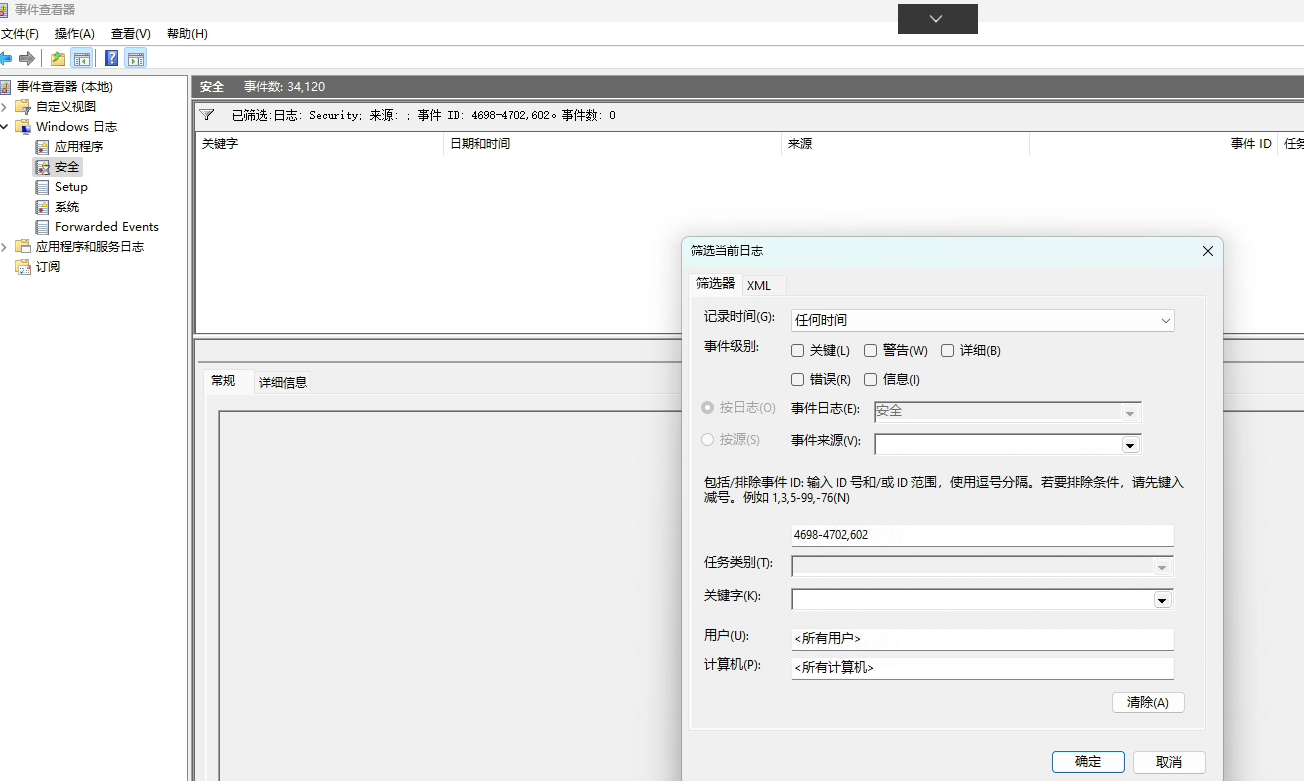 事件查看器
文件(F) 操作(A) 查看(V) 帮助(H)
事件查看器 (本地)
自定义视图
Windows 日志
应用程序
安全
Setup
系统
Forwarded Events
应用程序和服务日志
订阅
安全 事件数: 34,120
已筛选:日志: Security; 来源: ; 事件 ID: 4698-4702,602。事件数: 0
关键字 日期和时间 来源 事件 ID 任务
常规 详细信息
筛选当前日志
筛选器 XML
记录时间(G): 任何时间
事件级别: 关键(L) 警告(W) 详细(B)
错误(R) 信息(I)
按日志(O) 事件日志(E): 安全
按源(S) 事件来源(V):
包括/排除事件 ID: 输入 ID 号和/或 ID 范围，使用逗号分隔。若要排除条件，请先键入
减号。例如 1,3,5-99,-76(N)
4698-4702,602
任务类别(T):
关键字(K):
用户(U): <所有用户>
计算机(P): <所有计算机>
清除(A)
确定 取消